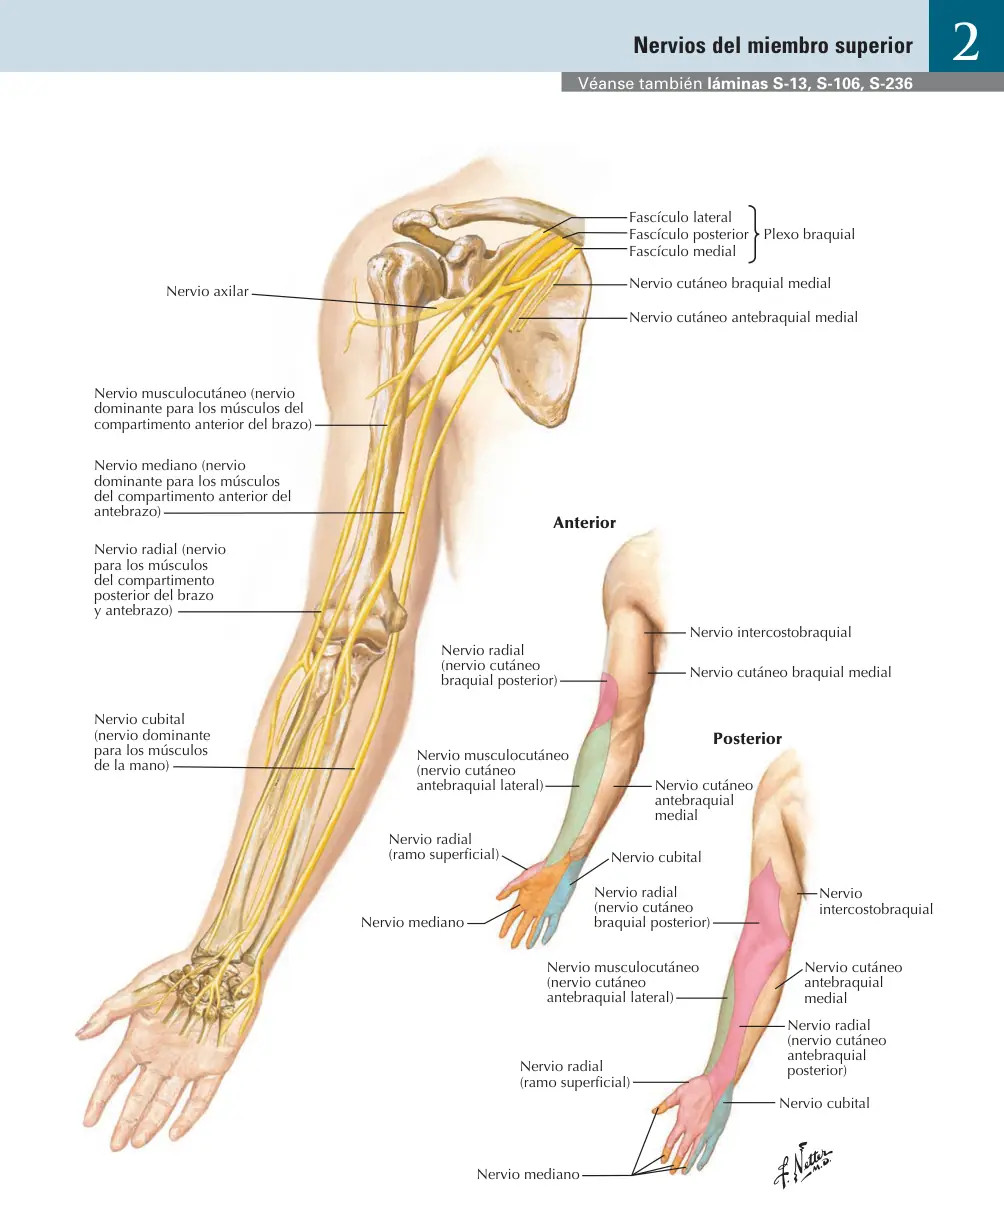 Nervios del miembro superior
2
Véanse también láminas S-13, S-106, S-236
Fascículo lateral
Fascículo posterior
Fascículo medial
Plexo braquial
Nervio cutáneo braquial medial
Nervio axilar
Nervio cutáneo antebraquial medial
Nervio musculocutáneo (nervio
dominante para los músculos del
compartimento anterior del brazo)
Nervio mediano (nervio
dominante para los músculos
del compartimento anterior del
antebrazo)
Nervio radial (nervio
para los músculos
del compartimento
posterior del brazo
y antebrazo)
Nervio cubital
(nervio dominante
para los músculos
de la mano)
Anterior
Nervio intercostobraquial
Nervio radial
(nervio cutáneo
braquial posterior)
Nervio cutáneo braquial medial
Nervio musculocutáneo
(nervio cutáneo
antebraquial lateral)
Nervio cutáneo
antebraquial
medial
Nervio radial
(ramo superficial)
Nervio cubital
Nervio mediano
Posterior
Nervio radial
(nervio cutáneo
braquial posterior)
Nervio
intercostobraquial
Nervio musculocutáneo
(nervio cutáneo
antebraquial lateral)
Nervio cutáneo
antebraquial
medial
Nervio radial
(nervio cutáneo
antebraquial
posterior)
Nervio radial
(ramo superficial)
Nervio cubital
Nervio mediano
F. Netter
M.D.